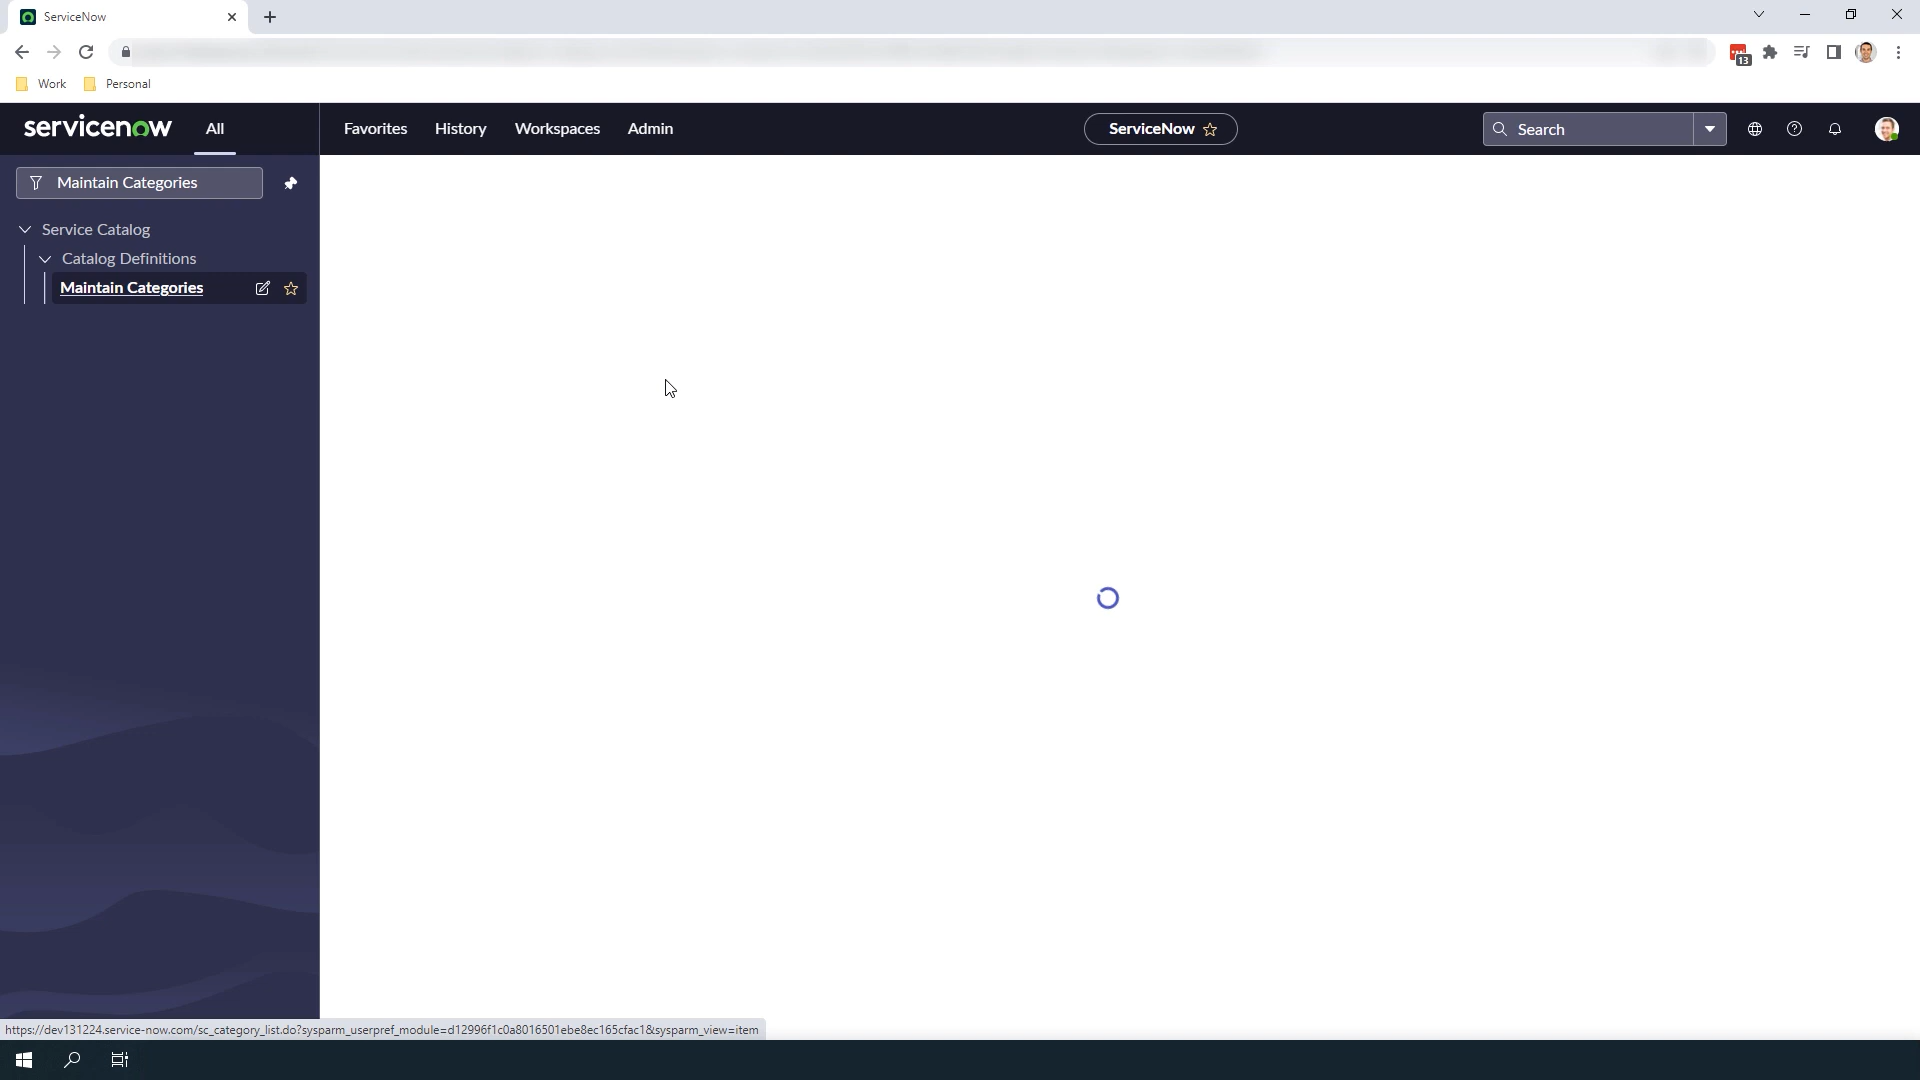 ServiceNow
13
Work Personal
servicenow All Favorites History Workspaces Admin ServiceNow Search
Maintain Categories
Service Catalog
Catalog Definitions
Maintain Categories
https://dev131224.service-now.com/sc_category_list.do?sysparm_userpref_module=d12996f1c0a8016501ebe8ec165cfac1&sysparm_view=item